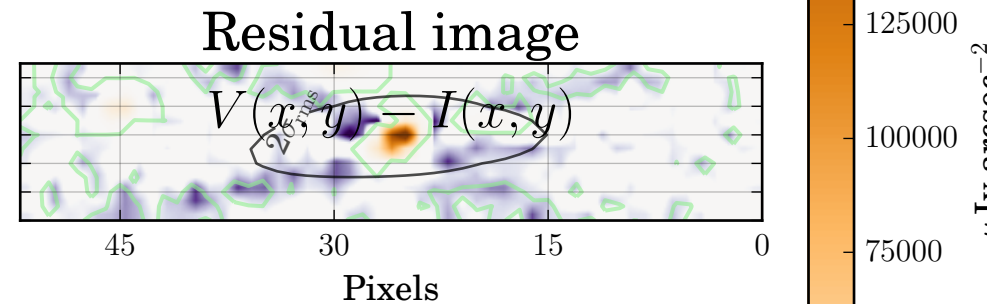 Residual image
V(x, y) − I(x, y)
2σrms
45 30 15 0
Pixels
125000
100000
75000